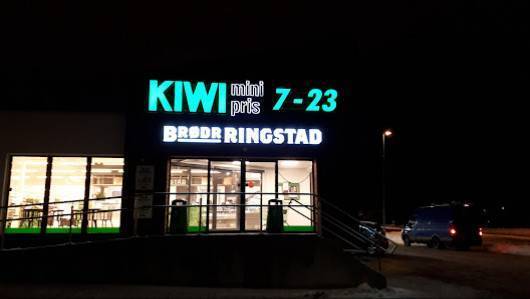 KIWI mini pris 7-23
BRØDR RINGSTAD